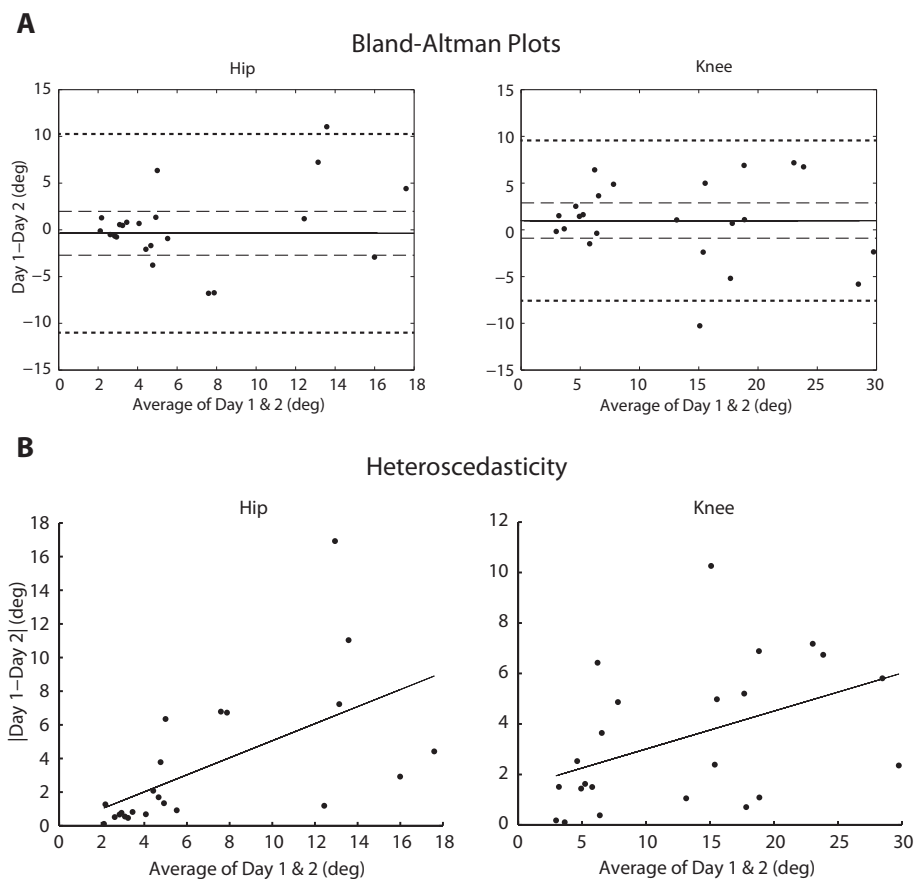 A
Bland-Altman Plots
Hip
Knee
Day 1–Day 2 (deg)
15
10
5
0
−5
−10
−15
0 2 4 6 8 10 12 14 16 18
Average of Day 1 & 2 (deg)
15
10
5
0
−5
−10
−15
0 5 10 15 20 25 30
Average of Day 1 & 2 (deg)
B
Heteroscedasticity
Hip
Knee
|Day 1–Day 2| (deg)
18
16
14
12
10
8
6
4
2
0
0 2 4 6 8 10 12 14 16 18
Average of Day 1 & 2 (deg)
12
10
8
6
4
2
0
0 5 10 15 20 25 30
Average of Day 1 & 2 (deg)